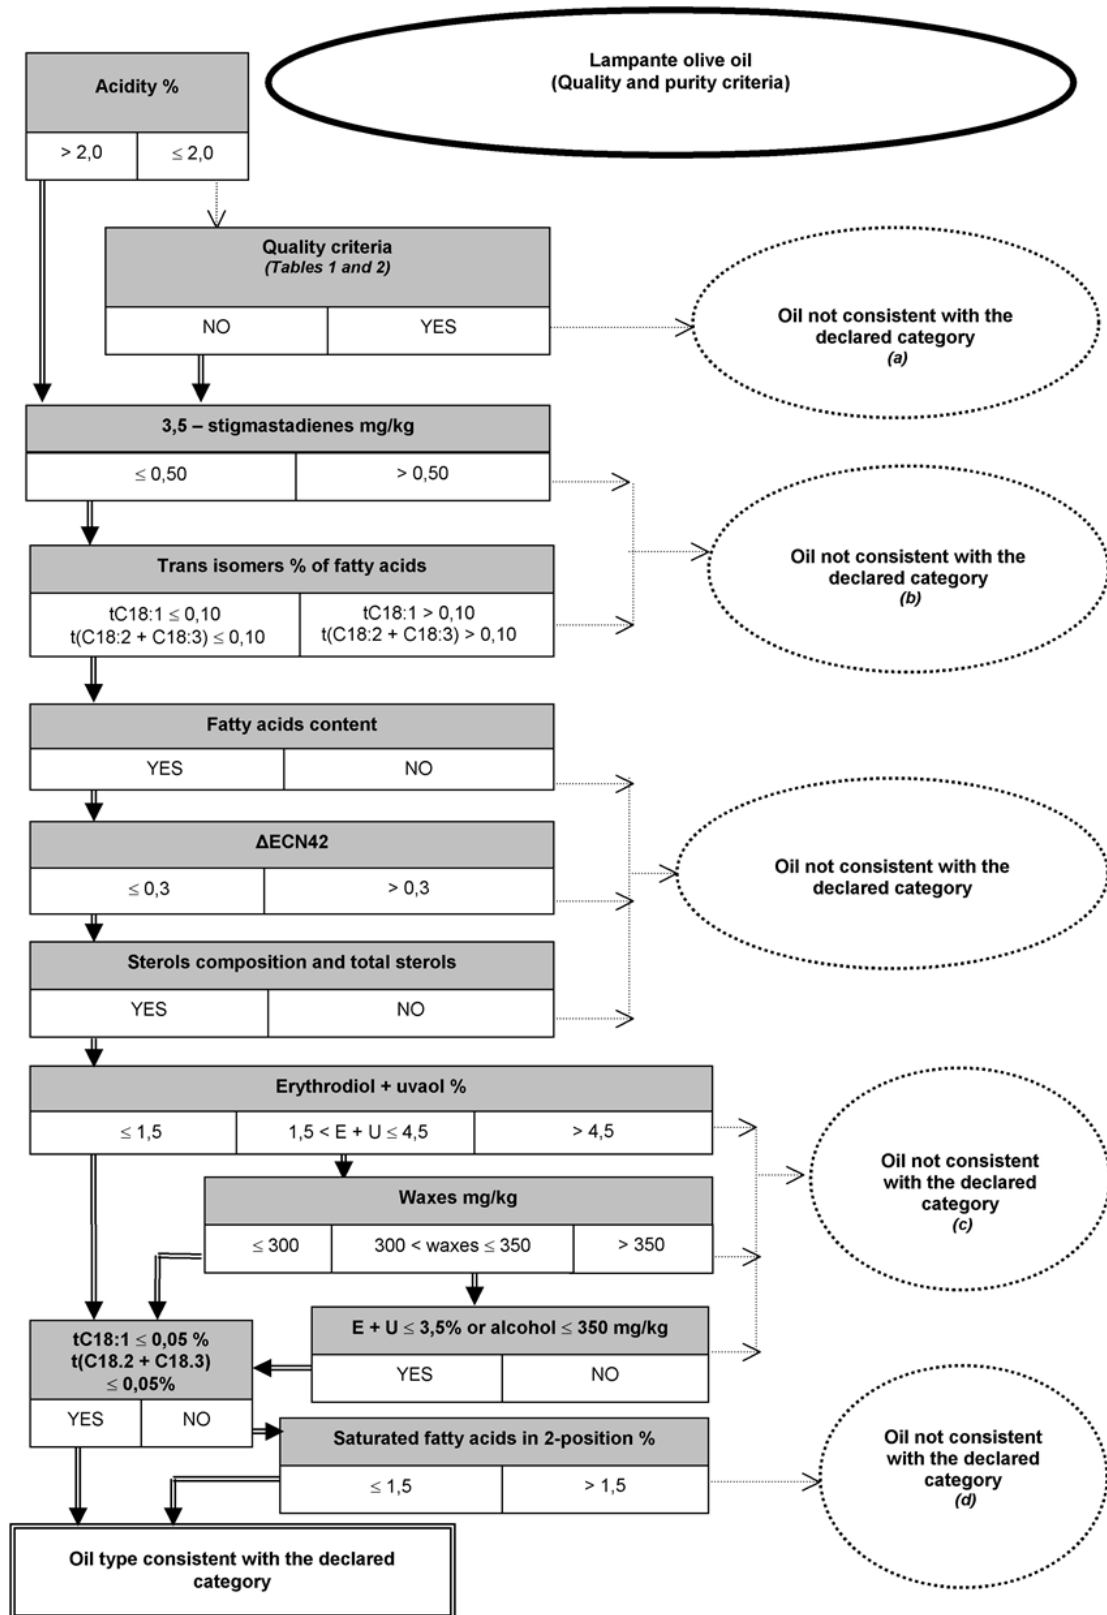 Lampante olive oil
(Quality and purity criteria)
Acidity %
> 2,0
≤ 2,0
Quality criteria
(Tables 1 and 2)
NO
YES
Oil not consistent with the
declared category
(a)
3,5 – stigmastadienes mg/kg
≤ 0,50
> 0,50
Oil not consistent with the
declared category
(b)
Trans isomers % of fatty acids
tC18:1 ≤ 0,10
t(C18:2 + C18:3) ≤ 0,10
tC18:1 > 0,10
t(C18:2 + C18:3) > 0,10
Fatty acids content
YES
NO
ΔECN42
≤ 0,3
> 0,3
Oil not consistent with the
declared category
Sterols composition and total sterols
YES
NO
Erythrodiol + uvaol %
≤ 1,5
1,5 < E + U ≤ 4,5
> 4,5
Oil not consistent
with the declared
category
(c)
Waxes mg/kg
≤ 300
300 < waxes ≤ 350
> 350
E + U ≤ 3,5% or alcohol ≤ 350 mg/kg
YES
NO
tC18:1 ≤ 0,05 %
t(C18.2 + C18.3)
≤ 0,05%
YES
NO
Saturated fatty acids in 2-position %
≤ 1,5
> 1,5
Oil not consistent
with the declared
category
(d)
Oil type consistent with the declared
category